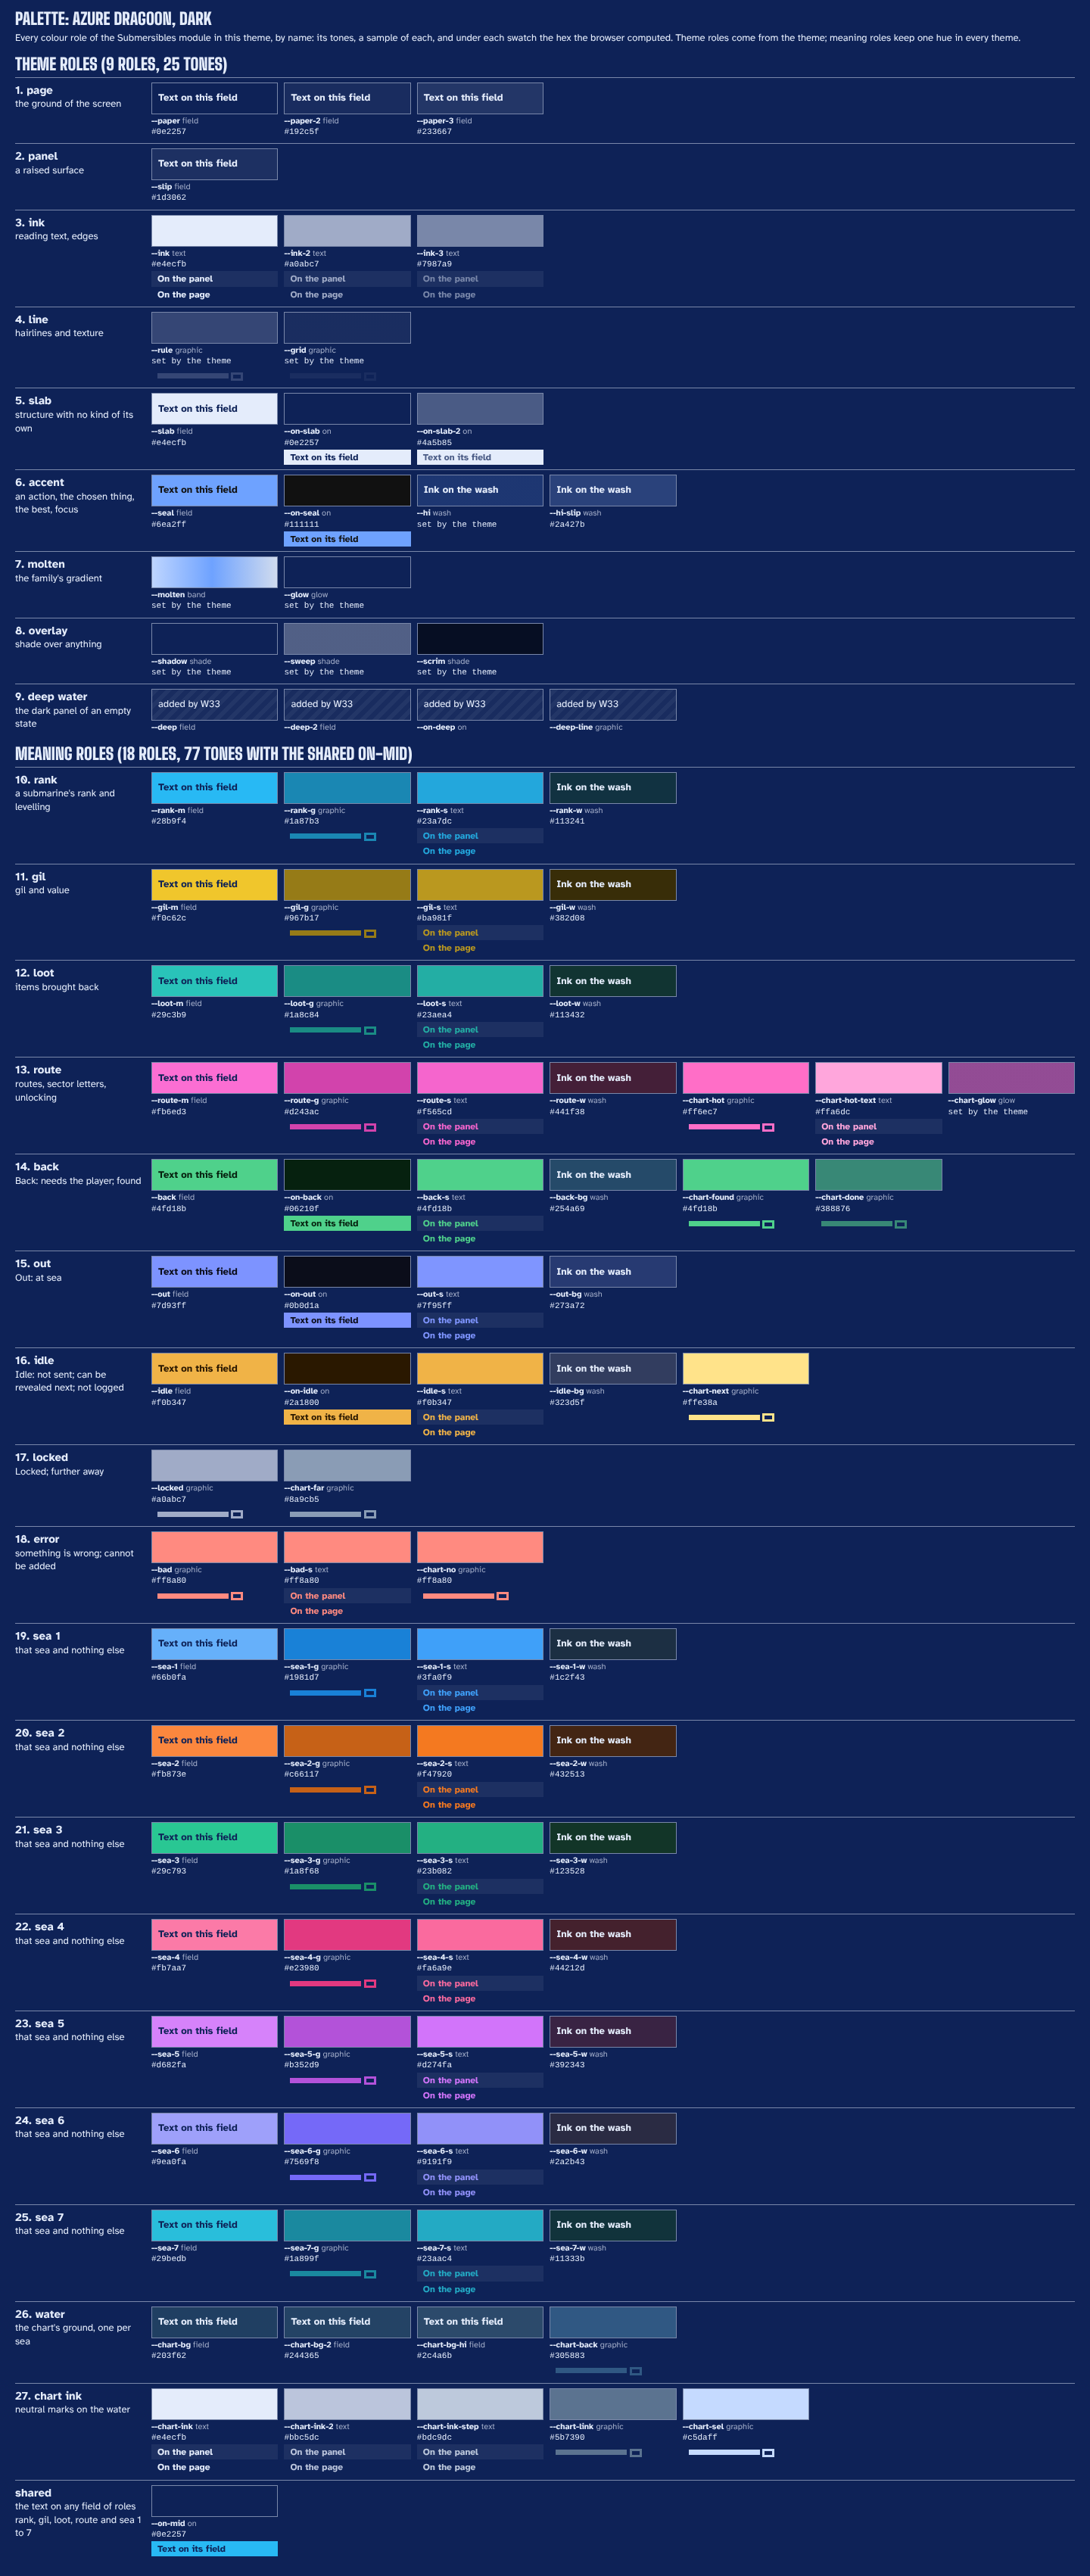 PALETTE: AZURE DRAGOON, DARK
Every colour role of the Submersibles module in this theme, by name: its tones, a sample of each, and under each swatch the hex the browser computed. Theme roles come from the theme; meaning roles keep one hue in every theme.
THEME ROLES (9 ROLES, 25 TONES)
1. page
the ground of the screen
Text on this field Text on this field Text on this field
--paper field --paper-2 field --paper-3 field
#0e2257 #192c5f #233667
2. panel
a raised surface
Text on this field
--slip field
#1d3062
3. ink
reading text, edges
--ink text --ink-2 text --ink-3 text
#e4ecfb #a0abc7 #7987a9
On the panel On the panel On the panel
On the page On the page On the page
4. line
hairlines and texture
--rule graphic --grid graphic
set by the theme set by the theme
5. slab
structure with no kind of its
own
Text on this field
--slab field --on-slab on --on-slab-2 on
#e4ecfb #0e2257 #4a5b85
Text on its field Text on its field
6. accent
an action, the chosen thing,
the best, focus
Text on this field Ink on the wash Ink on the wash
--seal field --on-seal on --hi wash --hi-slip wash
#6ea2ff #111111 set by the theme #2a427b
Text on its field
7. molten
the family's gradient
--molten band --glow glow
set by the theme set by the theme
8. overlay
shade over anything
--shadow shade --sweep shade --scrim shade
set by the theme set by the theme set by the theme
9. deep water
the dark panel of an empty
state
added by W33 added by W33 added by W33 added by W33
--deep field --deep-2 field --on-deep on --deep-line graphic
MEANING ROLES (18 ROLES, 77 TONES WITH THE SHARED ON-MID)
10. rank
a submarine's rank and
levelling
Text on this field Ink on the wash
--rank-m field --rank-g graphic --rank-s text --rank-w wash
#28b9f4 #1a87b3 #23a7dc #113241
On the panel
On the page
11. gil
gil and value
Text on this field Ink on the wash
--gil-m field --gil-g graphic --gil-s text --gil-w wash
#f0c62c #967b17 #ba981f #382d08
On the panel
On the page
12. loot
items brought back
Text on this field Ink on the wash
--loot-m field --loot-g graphic --loot-s text --loot-w wash
#29c3b9 #1a8c84 #23aea4 #113432
On the panel
On the page
13. route
routes, sector letters,
unlocking
Text on this field Ink on the wash
--route-m field --route-g graphic --route-s text --route-w wash --chart-hot graphic --chart-hot-text text --chart-glow glow
#fb6ed3 #d243ac #f565cd #441f38 #ff6ec7 #ffa6dc set by the theme
On the panel On the panel
On the page On the page
14. back
Back: needs the player; found
Text on this field Ink on the wash
--back field --on-back on --back-s text --back-bg wash --chart-found graphic --chart-done graphic
#4fd18b #06210f #4fd18b #254a69 #4fd18b #388876
Text on its field On the panel
On the page
15. out
Out: at sea
Text on this field Ink on the wash
--out field --on-out on --out-s text --out-bg wash
#7d93ff #0b0d1a #7f95ff #273a72
Text on its field On the panel
On the page
16. idle
Idle: not sent; can be
revealed next; not logged
Text on this field Ink on the wash
--idle field --on-idle on --idle-s text --idle-bg wash --chart-next graphic
#f0b347 #2a1800 #f0b347 #323d5f #ffe38a
Text on its field On the panel
On the page
17. locked
Locked; further away
--locked graphic --chart-far graphic
#a0abc7 #8a9cb5
18. error
something is wrong; cannot
be added
--bad graphic --bad-s text --chart-no graphic
#ff8a80 #ff8a80 #ff8a80
On the panel
On the page
19. sea 1
that sea and nothing else
Text on this field Ink on the wash
--sea-1 field --sea-1-g graphic --sea-1-s text --sea-1-w wash
#66b0fa #1981d7 #3fa0f9 #1c2f43
On the panel
On the page
20. sea 2
that sea and nothing else
Text on this field Ink on the wash
--sea-2 field --sea-2-g graphic --sea-2-s text --sea-2-w wash
#fb873e #c66117 #f47920 #432513
On the panel
On the page
21. sea 3
that sea and nothing else
Text on this field Ink on the wash
--sea-3 field --sea-3-g graphic --sea-3-s text --sea-3-w wash
#29c793 #1a8f68 #23b082 #123528
On the panel
On the page
22. sea 4
that sea and nothing else
Text on this field Ink on the wash
--sea-4 field --sea-4-g graphic --sea-4-s text --sea-4-w wash
#fb7aa7 #e23980 #fa6a9e #44212d
On the panel
On the page
23. sea 5
that sea and nothing else
Text on this field Ink on the wash
--sea-5 field --sea-5-g graphic --sea-5-s text --sea-5-w wash
#d682fa #b352d9 #d274fa #392343
On the panel
On the page
24. sea 6
that sea and nothing else
Text on this field Ink on the wash
--sea-6 field --sea-6-g graphic --sea-6-s text --sea-6-w wash
#9ea0fa #7569f8 #9191f9 #2a2b43
On the panel
On the page
25. sea 7
that sea and nothing else
Text on this field Ink on the wash
--sea-7 field --sea-7-g graphic --sea-7-s text --sea-7-w wash
#29bedb #1a899f #23aac4 #11333b
On the panel
On the page
26. water
the chart's ground, one per
sea
Text on this field Text on this field Text on this field
--chart-bg field --chart-bg-2 field --chart-bg-hi field --chart-back graphic
#203f62 #244365 #2c4a6b #305883
27. chart ink
neutral marks on the water
--chart-ink text --chart-ink-2 text --chart-ink-step text --chart-link graphic --chart-sel graphic
#e4ecfb #bbc5dc #bdc9dc #5b7390 #c5daff
On the panel On the panel On the panel
On the page On the page On the page
shared
the text on any field of roles
rank, gil, loot, route and sea 1
to 7
--on-mid on
#0e2257
Text on its field